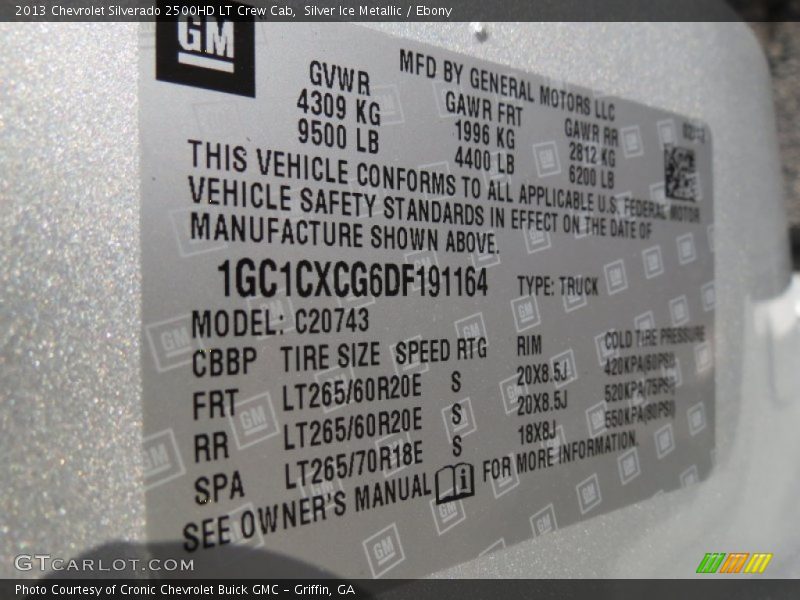 2013 Chevrolet Silverado 2500HD LT Crew Cab, Silver Ice Metallic / Ebony
GM
MFD BY GENERAL MOTORS LLC
GVWR GAWR FRT GAWR RR
4309 KG 1996 KG 2812 KG
9500 LB 4400 LB 6200 LB
THIS VEHICLE CONFORMS TO ALL APPLICABLE U.S. FEDERAL MOTOR
VEHICLE SAFETY STANDARDS IN EFFECT ON THE DATE OF
MANUFACTURE SHOWN ABOVE.
1GC1CXCG6DF191164 TYPE: TRUCK
MODEL: C20743
CBBP TIRE SIZE SPEED RTG RIM COLD TIRE PRESSURE
FRT LT265/60R20E S 20X8.5J 420KPA(60PSI)
RR LT265/60R20E S 20X8.5J 520KPA(75PSI)
SPA LT265/70R18E S 18X8J 550KPA(80PSI)
SEE OWNER'S MANUAL FOR MORE INFORMATION.
GTCARLOT.COM
Photo Courtesy of Cronic Chevrolet Buick GMC – Griffin, GA